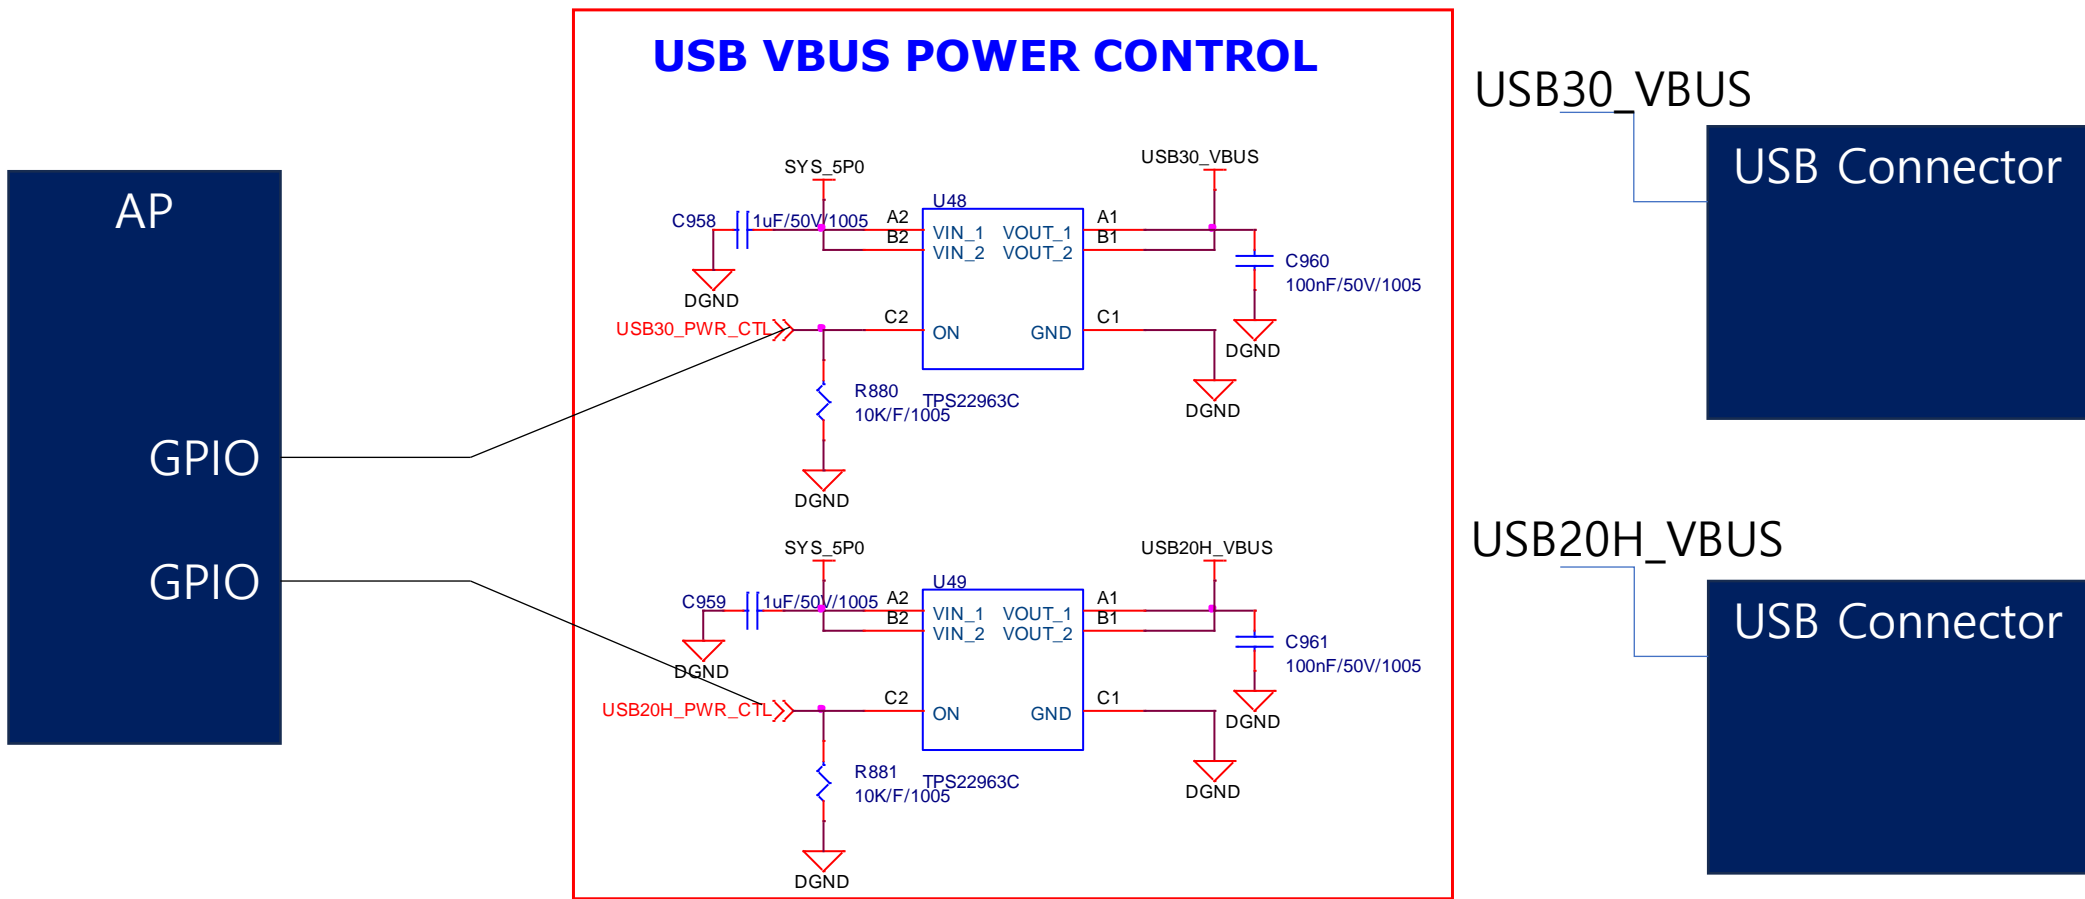 USB VBUS POWER CONTROL
AP
GPIO
GPIO
SYS_5P0
USB30_VBUS
U48
C958
1uF/50V/1005
A2
B2
VIN_1
VIN_2
VOUT_1
VOUT_2
A1
B1
C960
100nF/50V/1005
DGND
DGND
USB30_PWR_CTL
C2
ON
GND
C1
DGND
R880
10K/F/1005
TPS22963C
DGND
SYS_5P0
USB20H_VBUS
U49
C959
1uF/50V/1005
A2
B2
VIN_1
VIN_2
VOUT_1
VOUT_2
A1
B1
C961
100nF/50V/1005
DGND
DGND
USB20H_PWR_CTL
C2
ON
GND
C1
DGND
R881
10K/F/1005
TPS22963C
DGND
USB30_VBUS
USB Connector
USB20H_VBUS
USB Connector